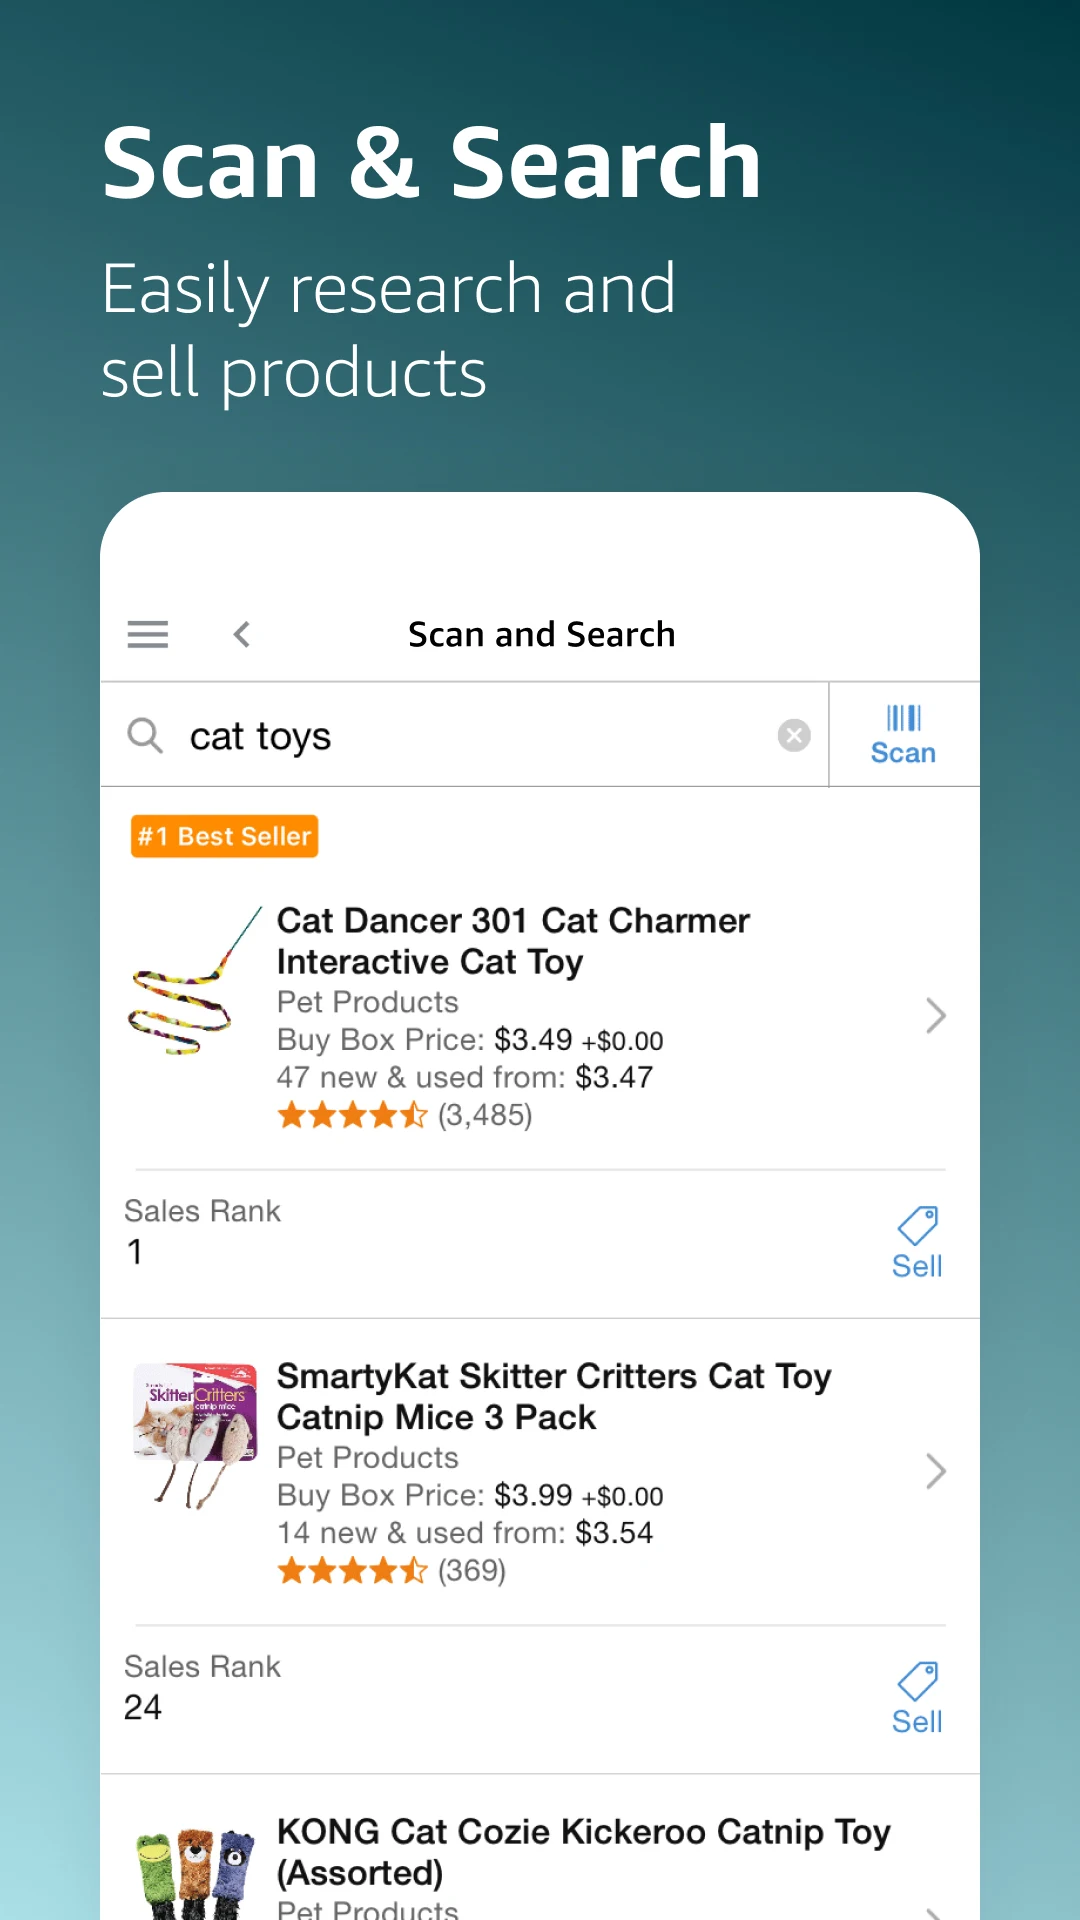 Scan & Search
Easily research and
sell products
Scan and Search
cat toys
Scan
#1 Best Seller
Cat Dancer 301 Cat Charmer
Interactive Cat Toy
Pet Products
Buy Box Price: $3.49 +$0.00
47 new & used from: $3.47
(3,485)
Sales Rank
1
Sell
SmartyKat Skitter Critters Cat Toy
Catnip Mice 3 Pack
Skitter Critters
catnip mice
Pet Products
Buy Box Price: $3.99 +$0.00
14 new & used from: $3.54
(369)
Sales Rank
24
Sell
KONG Cat Cozie Kickeroo Catnip Toy
(Assorted)
Pet Products